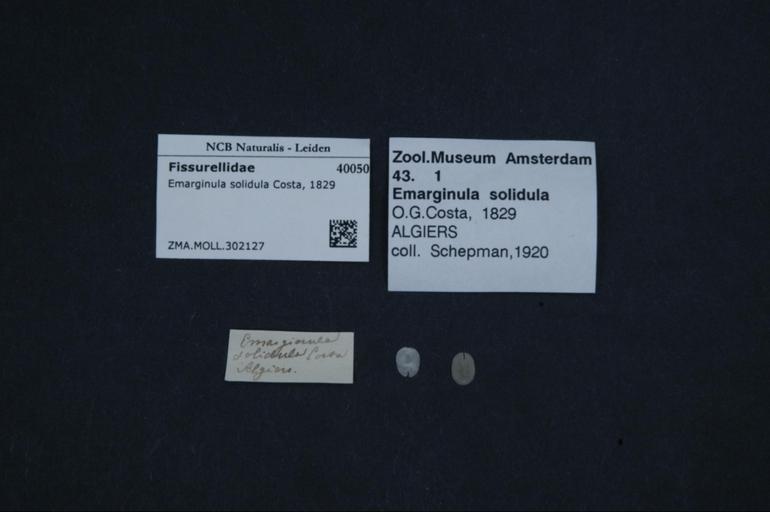 NCB Naturalis - Leiden
Fissurellidae 40050
Emarginula solidula Costa, 1829
ZMA.MOLL.302127
Zool.Museum Amsterdam
43. 1
Emarginula solidula
O.G.Costa, 1829
ALGIERS
coll. Schepman,1920
Emarginula
solidula Costa
Algiers.